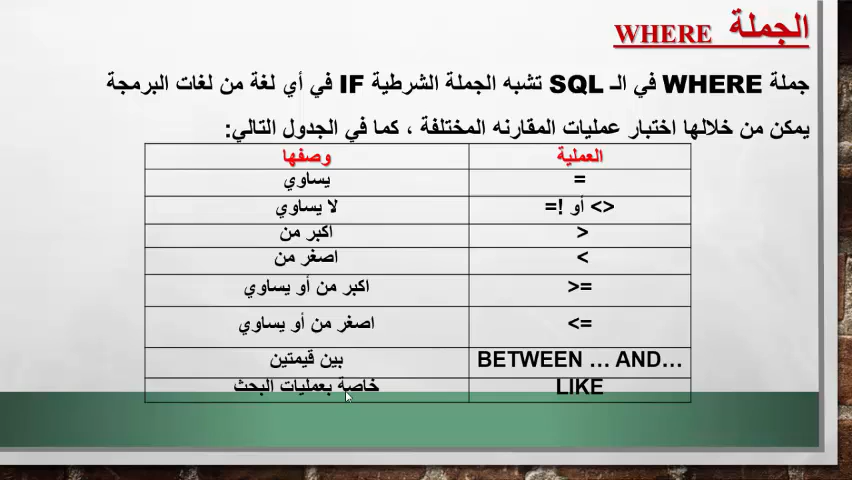 الجملة WHERE
جملة WHERE في الـ SQL تشبه الجملة الشرطية IF في أي لغة من لغات البرمجة
يمكن من خلالها اختبار عمليات المقارنه المختلفة ، كما في الجدول التالي:
العملية وصفها
= يساوي
<> أو != لا يساوي
> اكبر من
< اصغر من
>= اكبر من أو يساوي
<= اصغر من أو يساوي
BETWEEN … AND… بين قيمتين
LIKE خاصة بعمليات البحث